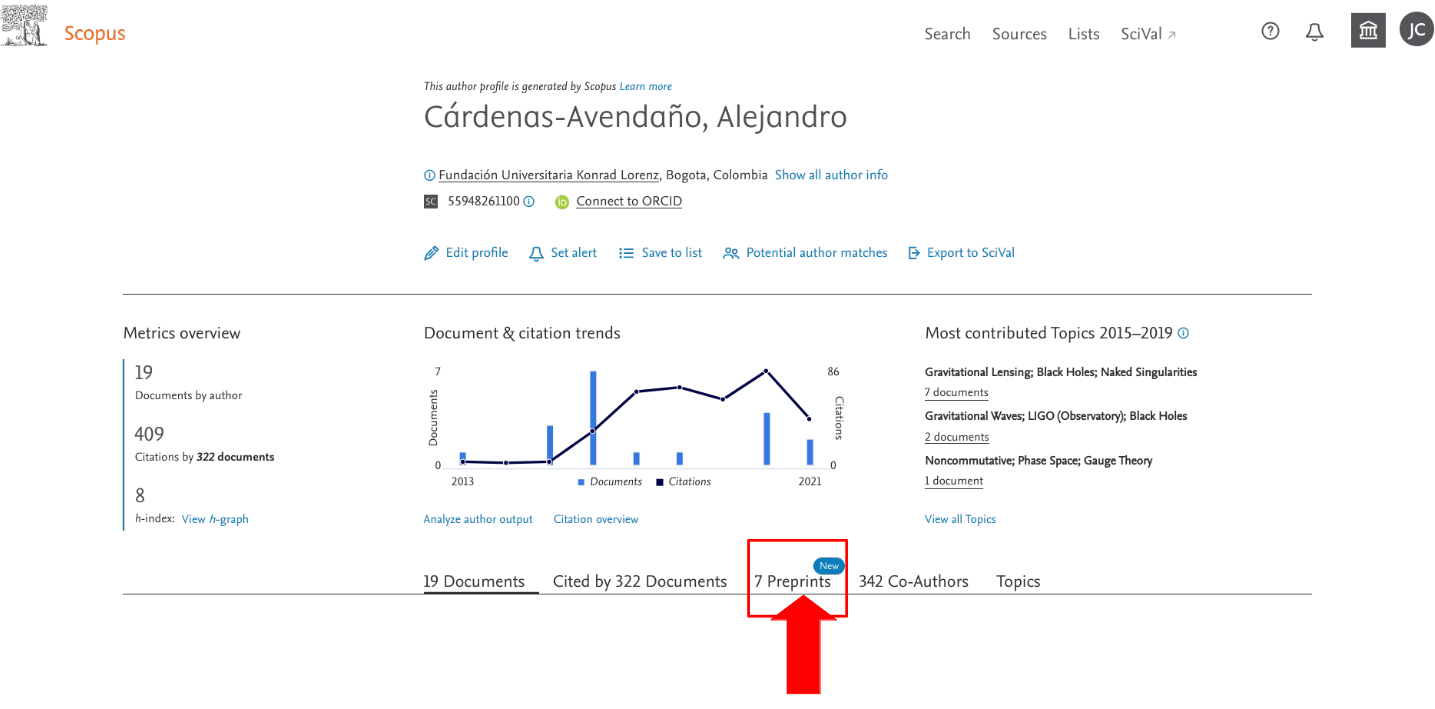 Scopus
Search Sources Lists SciVal ↗
JC
This author profile is generated by Scopus Learn more
Cárdenas-Avendaño, Alejandro
Fundación Universitaria Konrad Lorenz, Bogota, Colombia Show all author info
SC 55948261100 iD Connect to ORCID
Edit profile Set alert Save to list Potential author matches Export to SciVal
Metrics overview
19
Documents by author
409
Citations by 322 documents
8
h-index: View h-graph
Document & citation trends
7
86
Documents
Citations
0
0
2013
2021
Documents Citations
Analyze author output Citation overview
Most contributed Topics 2015–2019
Gravitational Lensing; Black Holes; Naked Singularities
7 documents
Gravitational Waves; LIGO (Observatory); Black Holes
2 documents
Noncommutative; Phase Space; Gauge Theory
1 document
View all Topics
New
19 Documents Cited by 322 Documents 7 Preprints 342 Co-Authors Topics